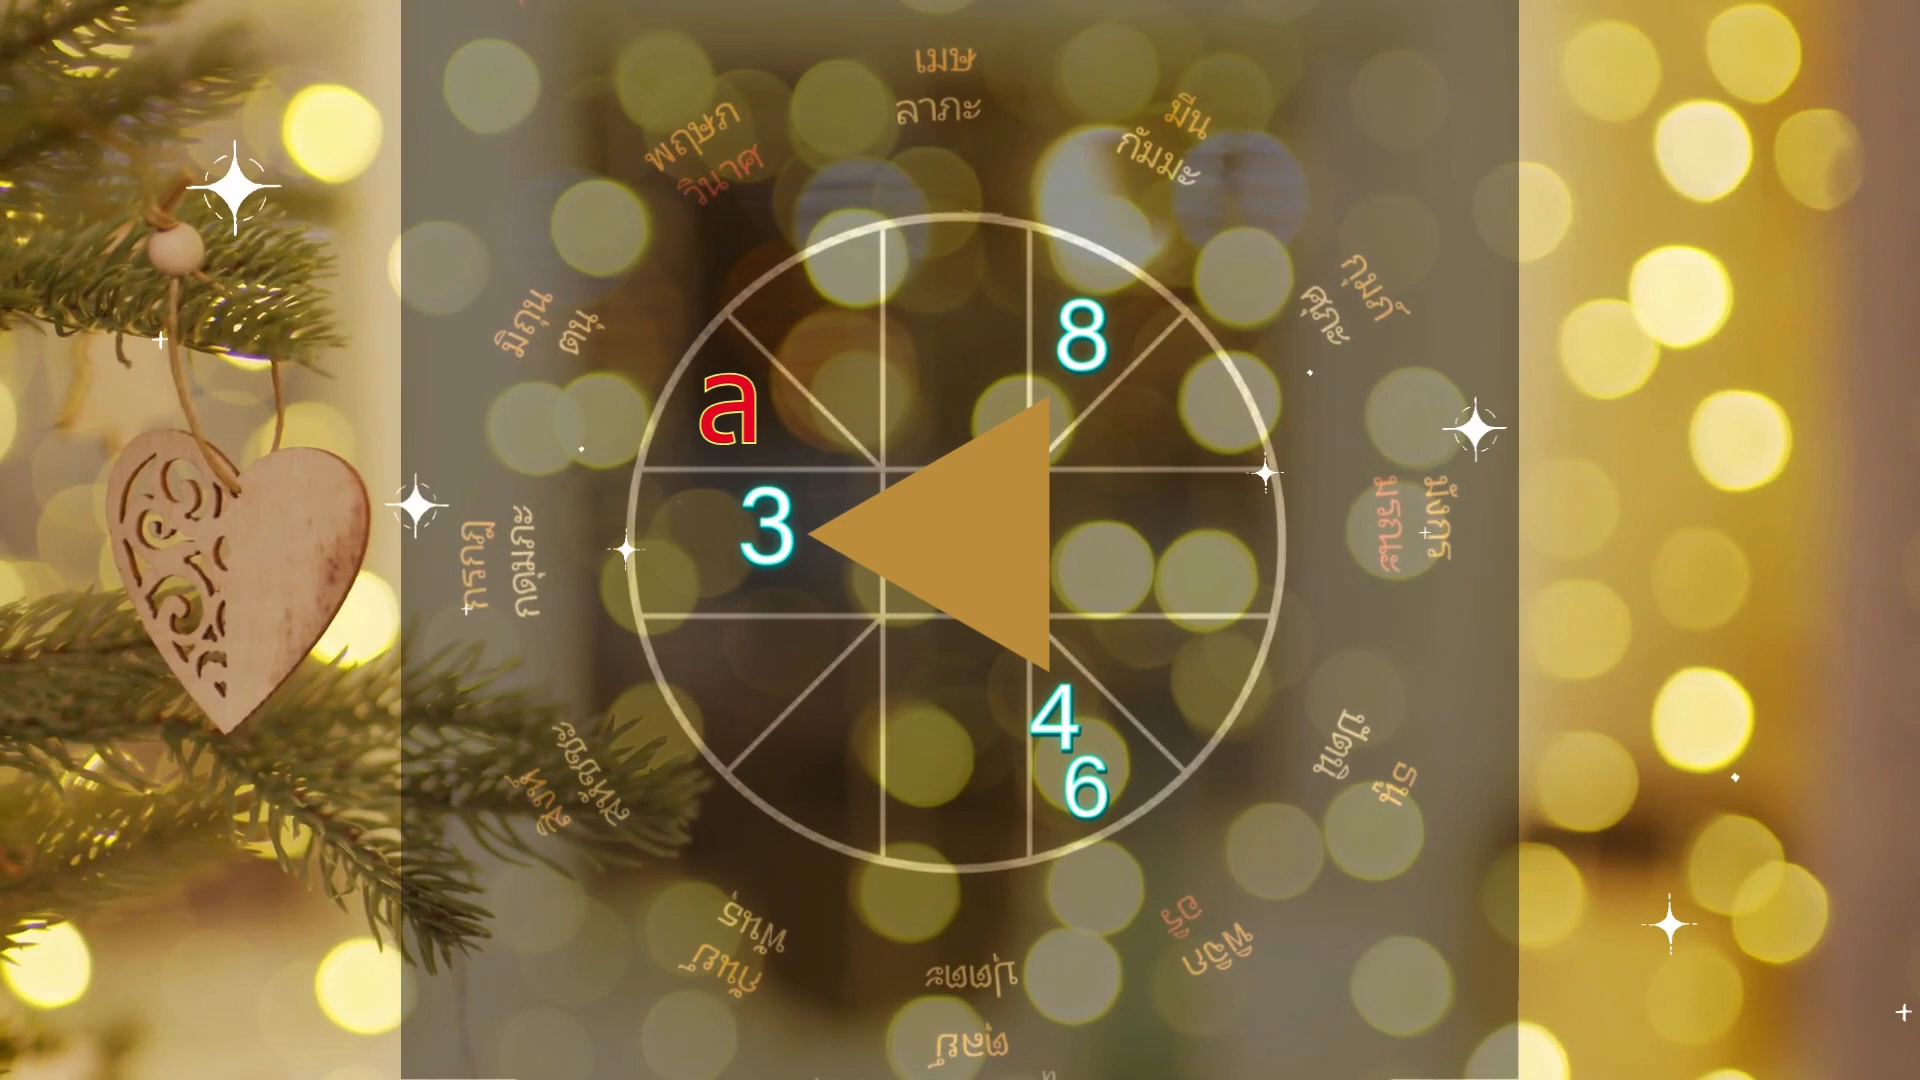 เมษ
ลาภะ
มีน
กัมมะ
พฤษภ
วินาศ
กุมภ์
ศุภะ
มิถุน
ตนุ
8
ล
3
กรกฎ
กดุมภะ
มังกร
มรณะ
4
6
สิงห์
สหัชชะ
ธนู
ปัตนิ
กันย์
พันธุ
พิจิก
อริ
ปุตตะ
ตุลย์